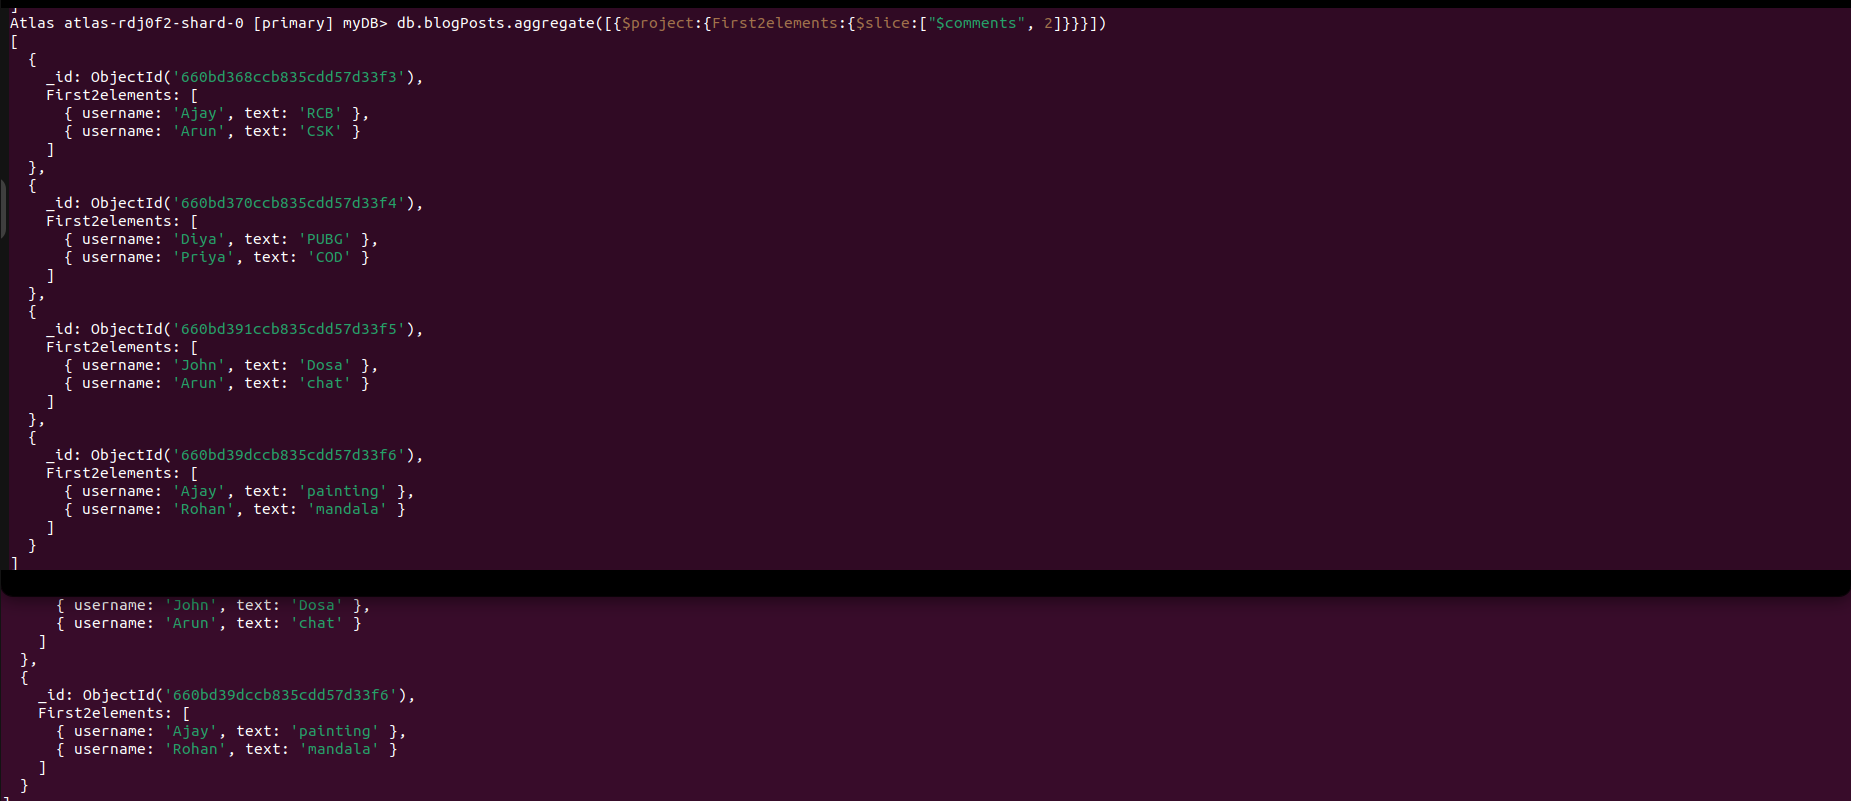 ]
Atlas atlas-rdj0f2-shard-0 [primary] myDB> db.blogPosts.aggregate([{$project:{First2elements:{$slice:["$comments", 2]}}}])
[
  {
    _id: ObjectId('660bd368ccb835cdd57d33f3'),
    First2elements: [
      { username: 'Ajay', text: 'RCB' },
      { username: 'Arun', text: 'CSK' }
    ]
  },
  {
    _id: ObjectId('660bd370ccb835cdd57d33f4'),
    First2elements: [
      { username: 'Diya', text: 'PUBG' },
      { username: 'Priya', text: 'COD' }
    ]
  },
  {
    _id: ObjectId('660bd391ccb835cdd57d33f5'),
    First2elements: [
      { username: 'John', text: 'Dosa' },
      { username: 'Arun', text: 'chat' }
    ]
  },
  {
    _id: ObjectId('660bd39dccb835cdd57d33f6'),
    First2elements: [
      { username: 'Ajay', text: 'painting' },
      { username: 'Rohan', text: 'mandala' }
    ]
  }
]
      { username: 'John', text: 'Dosa' },
      { username: 'Arun', text: 'chat' }
    ]
  },
  {
    _id: ObjectId('660bd39dccb835cdd57d33f6'),
    First2elements: [
      { username: 'Ajay', text: 'painting' },
      { username: 'Rohan', text: 'mandala' }
    ]
  }
]